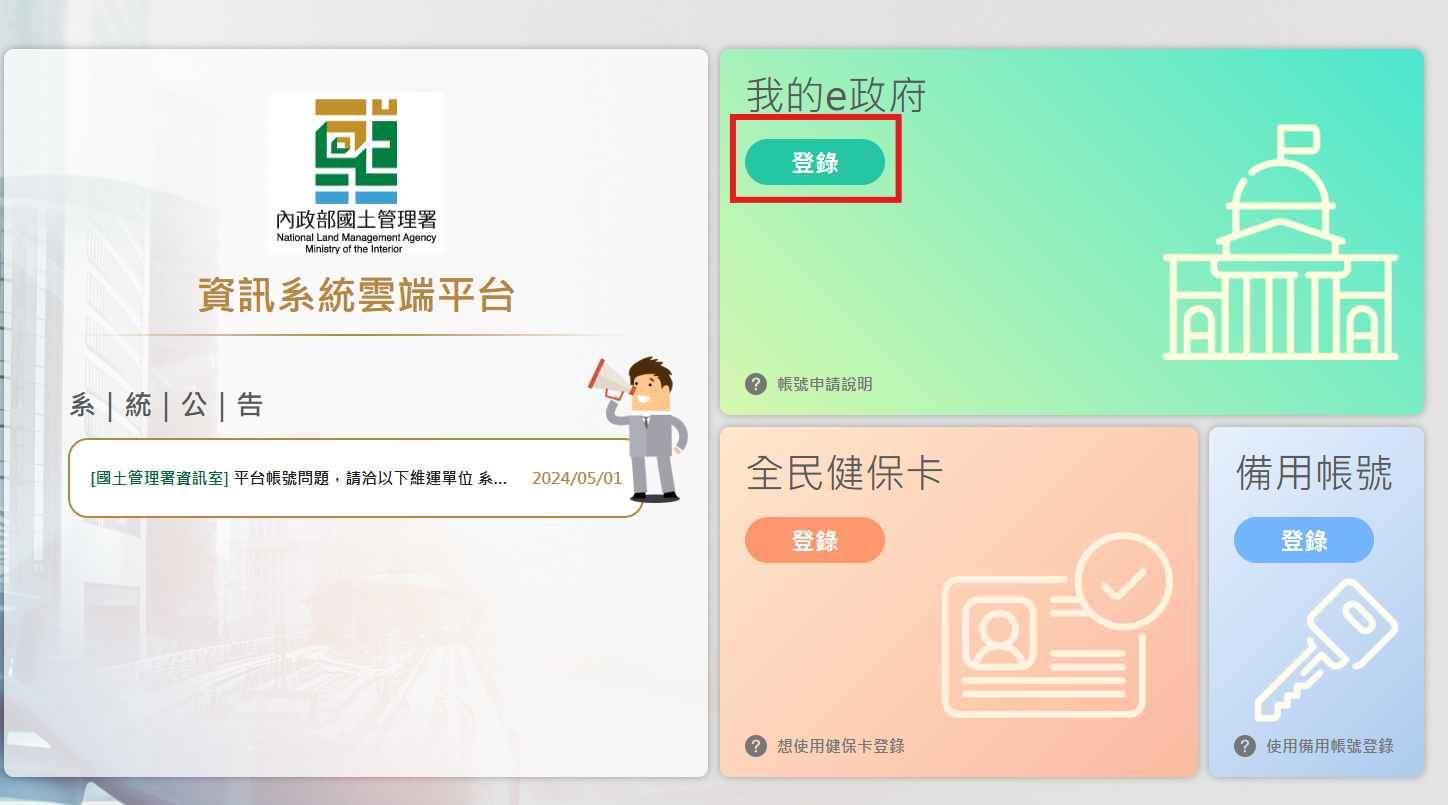 內政部國土管理署
National Land Management Agency
Ministry of the Interior
資訊系統雲端平台
系｜統｜公｜告
[國土管理署資訊室] 平台帳號問題，請洽以下維運單位 系... 2024/05/01
我的e政府
登錄
? 帳號申請說明
全民健保卡
登錄
? 想使用健保卡登錄
備用帳號
登錄
? 使用備用帳號登錄